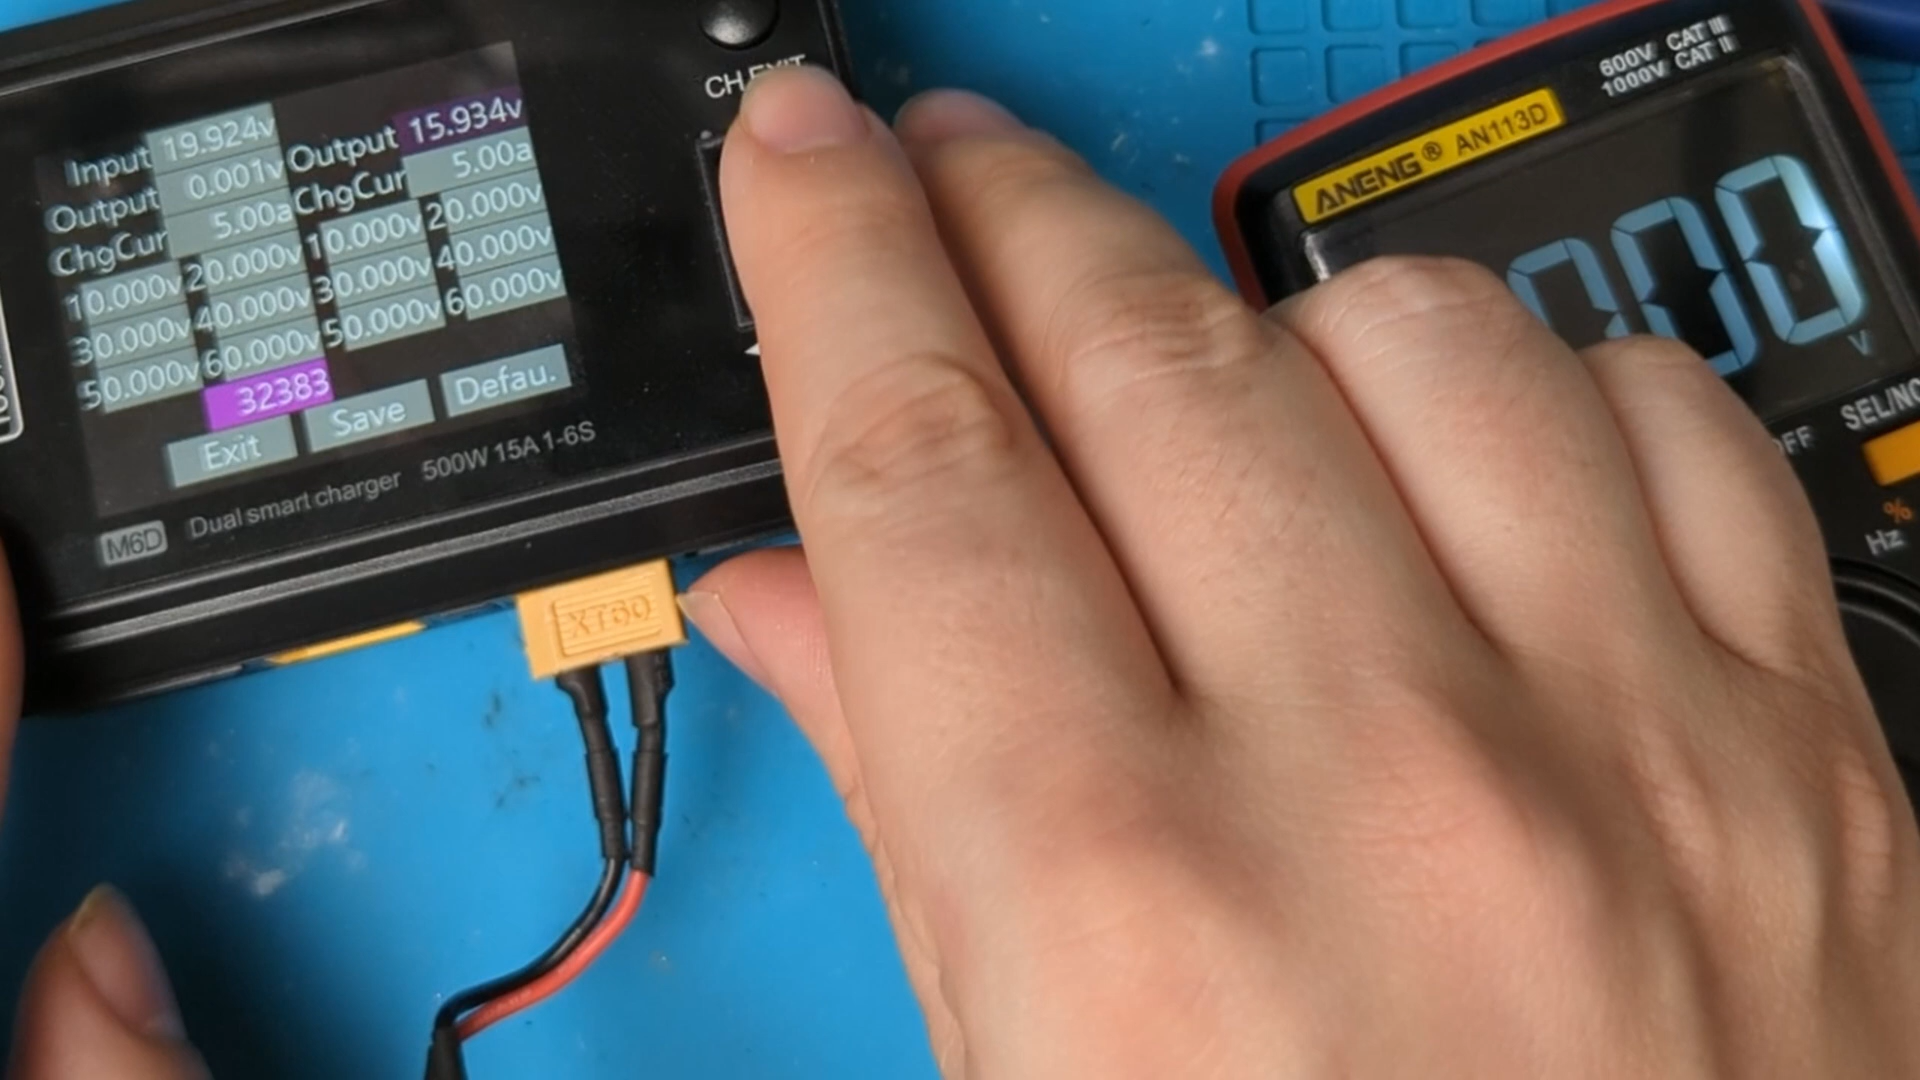 Input 19.924v Output 15.934v
Output 0.001v ChgCur 5.00a
ChgCur 5.00a 10.000v 20.000v
10.000v 20.000v 30.000v 40.000v
30.000v 40.000v 50.000v 60.000v
50.000v 60.000v
32383
Exit Save Defau.
M6D Dual smart charger 500W 15A 1-6S
CH EXIT
XT60
600V CAT III
1000V CAT II
ANENG® AN113D
000
V
SEL/
OFF
%
Hz